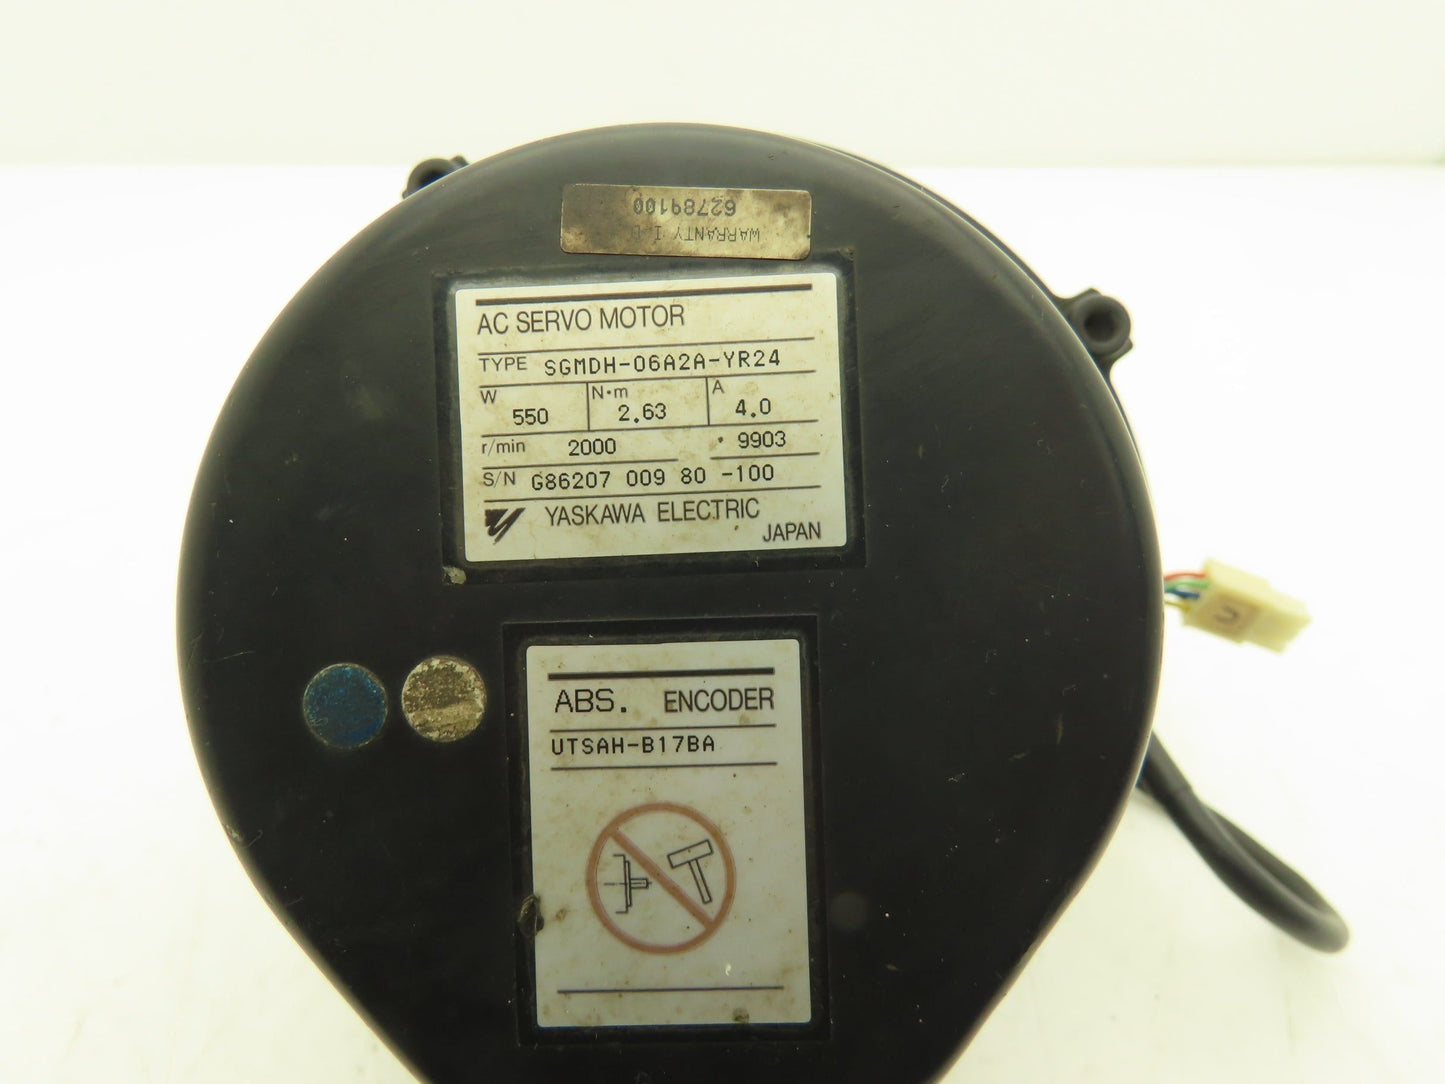 WARRANTY I.D
62789100
AC SERVO MOTOR
TYPE SGMDH-06A2A-YR24
W 550 N·m 2.63 A 4.0
r/min 2000 · 9903
S/N G86207 009 80 -100
YASKAWA ELECTRIC
JAPAN
ABS. ENCODER
UTSAH-B17BA